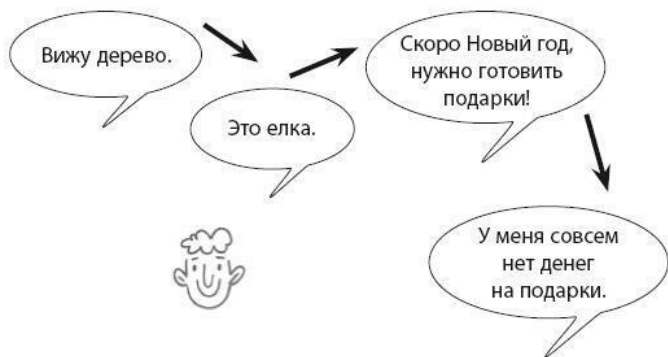 Вижу дерево.
Это елка.
Скоро Новый год,
нужно готовить
подарки!
У меня совсем
нет денег
на подарки.